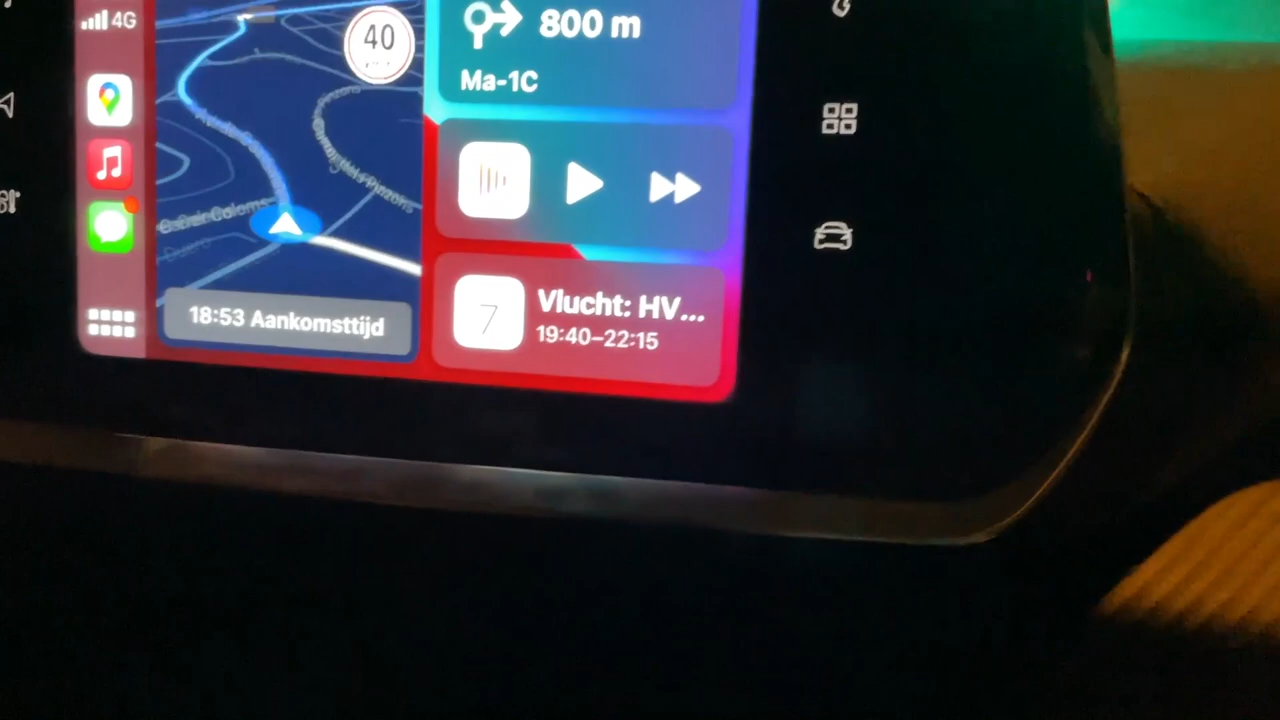 4G
40
800 m
Ma-1C
18:53 Aankomsttijd
7
Vlucht: HV...
19:40–22:15